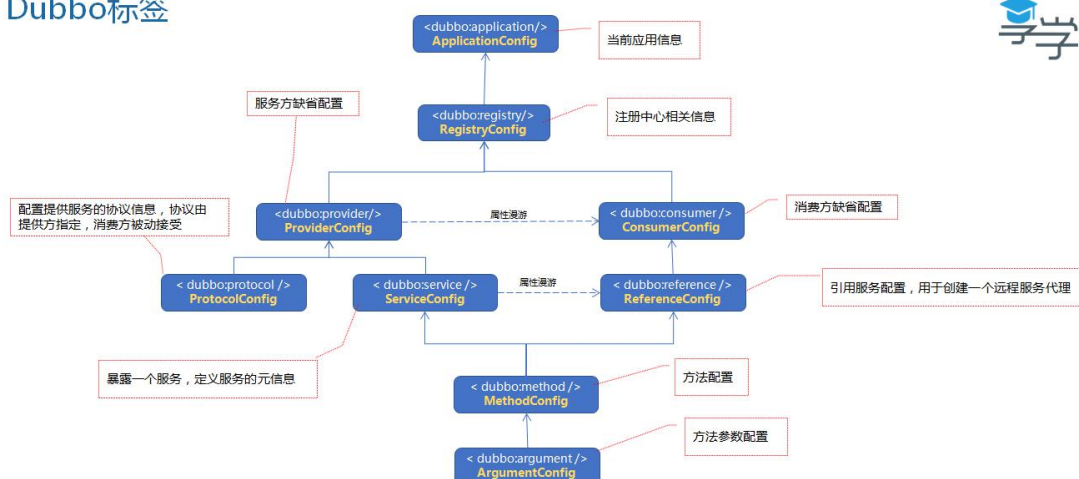 Dubbo标签
享学
<dubbo:application/>
ApplicationConfig
当前应用信息
服务方缺省配置
<dubbo:registry/>
RegistryConfig
注册中心相关信息
配置提供服务的协议信息，协议由
提供方指定，消费方被动接受
<dubbo:provider/>
ProviderConfig
属性漫游
< dubbo:consumer />
ConsumerConfig
消费方缺省配置
< dubbo:protocol />
ProtocolConfig
< dubbo:service />
ServiceConfig
属性漫游
< dubbo:reference />
ReferenceConfig
引用服务配置，用于创建一个远程服务代理
暴露一个服务，定义服务的元信息
< dubbo:method />
MethodConfig
方法配置
方法参数配置
< dubbo:argument />
ArgumentConfig